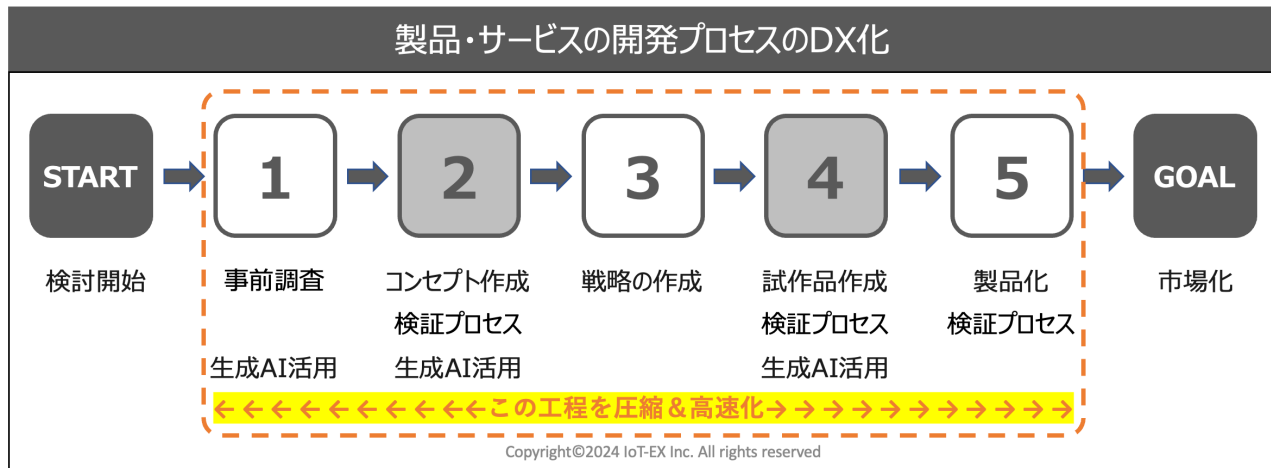 製品・サービスの開発プロセスのDX化
START
1
2
3
4
5
GOAL
検討開始
事前調査
コンセプト作成
戦略の作成
試作品作成
製品化
市場化
検証プロセス
検証プロセス
検証プロセス
生成AI活用
生成AI活用
生成AI活用
←←←←←←←←←←この工程を圧縮&高速化→→→→→→→→→→→
Copyright©2024 IoT-EX Inc. All rights reserved